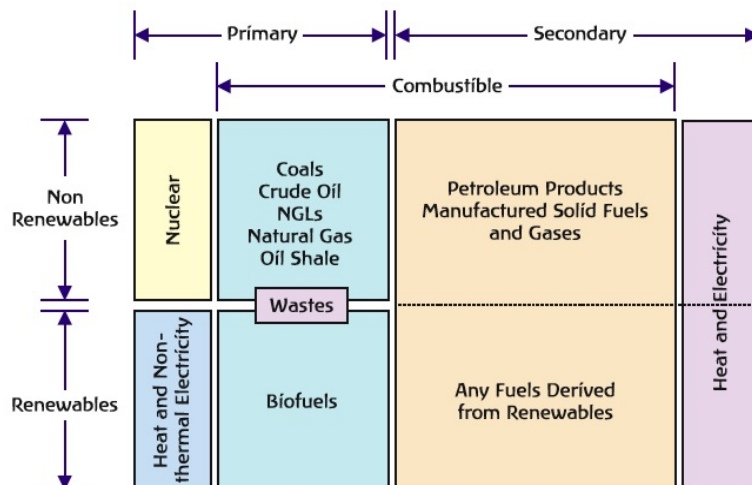 Primary
Secondary
Combustible
Non
Renewables
Nuclear
Coals
Crude Oil
NGLs
Natural Gas
Oil Shale
Petroleum Products
Manufactured Solid Fuels
and Gases
Heat and Electricity
Wastes
Renewables
Heat and Non-
thermal Electricity
Biofuels
Any Fuels Derived
from Renewables